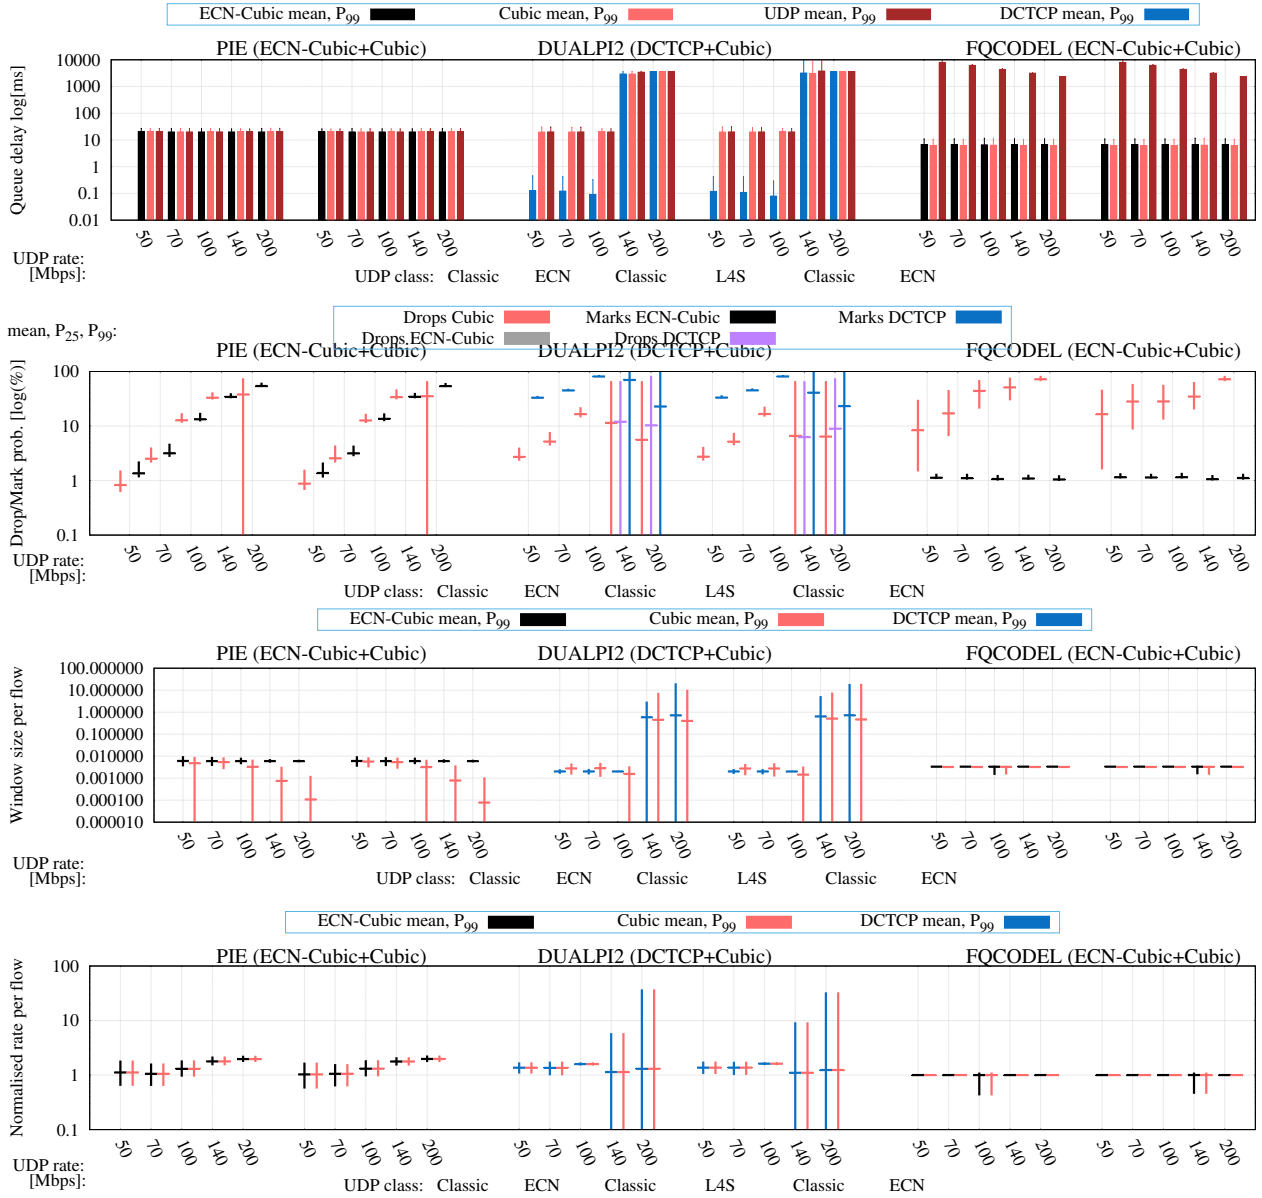 ECN-Cubic mean, P99 Cubic mean, P99 UDP mean, P99 DCTCP mean, P99
PIE (ECN-Cubic+Cubic) DUALPI2 (DCTCP+Cubic) FQCODEL (ECN-Cubic+Cubic)
Queue delay log[ms]
10000
1000
100
10
1
0.1
0.01
50 70 100 140 200 50 70 100 140 200 50 70 100 140 200 50 70 100 140 200 50 70 100 140 200 50 70 100 140 200
UDP rate:
[Mbps]:
UDP class: Classic ECN Classic L4S Classic ECN
mean, P25, P99:
Drops Cubic Marks ECN-Cubic Marks DCTCP
Drops ECN-Cubic Drops DCTCP
PIE (ECN-Cubic+Cubic) DUALPI2 (DCTCP+Cubic) FQCODEL (ECN-Cubic+Cubic)
Drop/Mark prob. [log(%)]
100
10
1
0.1
50 70 100 140 200 50 70 100 140 200 50 70 100 140 200 50 70 100 140 200 50 70 100 140 200 50 70 100 140 200
UDP rate:
[Mbps]:
UDP class: Classic ECN Classic L4S Classic ECN
ECN-Cubic mean, P99 Cubic mean, P99 DCTCP mean, P99
PIE (ECN-Cubic+Cubic) DUALPI2 (DCTCP+Cubic) FQCODEL (ECN-Cubic+Cubic)
Window size per flow
100.000000
10.000000
1.000000
0.100000
0.010000
0.001000
0.000100
0.000010
50 70 100 140 200 50 70 100 140 200 50 70 100 140 200 50 70 100 140 200 50 70 100 140 200 50 70 100 140 200
UDP rate:
[Mbps]:
UDP class: Classic ECN Classic L4S Classic ECN
ECN-Cubic mean, P99 Cubic mean, P99 DCTCP mean, P99
PIE (ECN-Cubic+Cubic) DUALPI2 (DCTCP+Cubic) FQCODEL (ECN-Cubic+Cubic)
Normalised rate per flow
100
10
1
0.1
50 70 100 140 200 50 70 100 140 200 50 70 100 140 200 50 70 100 140 200 50 70 100 140 200 50 70 100 140 200
UDP rate:
[Mbps]:
UDP class: Classic ECN Classic L4S Classic ECN